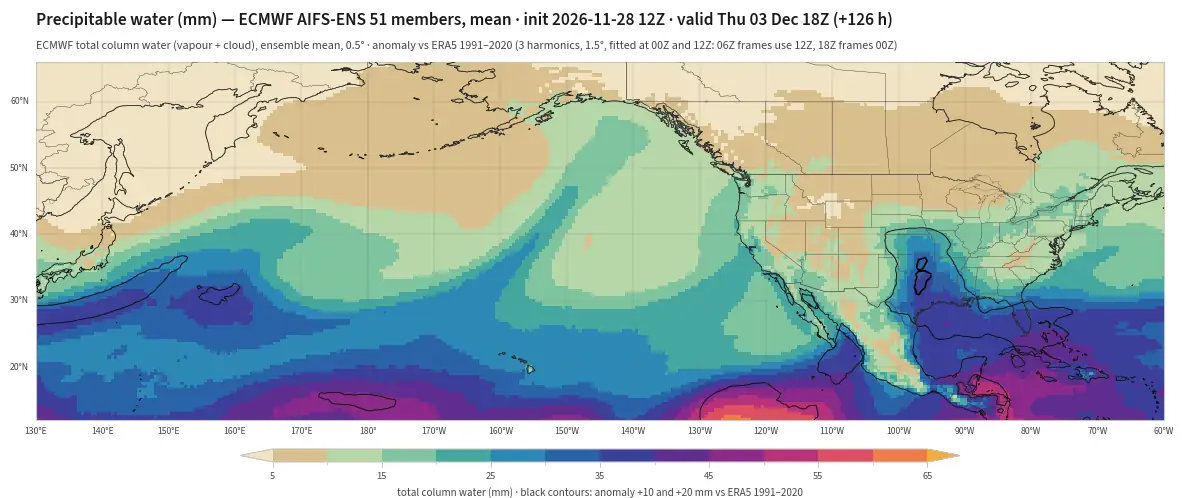 Precipitable water (mm) — ECMWF AIFS-ENS 51 members, mean · init 2026-11-28 12Z · valid Thu 03 Dec 18Z (+126 h)
ECMWF total column water (vapour + cloud), ensemble mean, 0.5° · anomaly vs ERA5 1991–2020 (3 harmonics, 1.5°, fitted at 00Z and 12Z: 06Z frames use 12Z, 18Z frames 00Z)
60°N
50°N
40°N
30°N
20°N
130°E 140°E 150°E 160°E 170°E 180° 170°W 160°W 150°W 140°W 130°W 120°W 110°W 100°W 90°W 80°W 70°W 60°W
5 15 25 35 45 55 65
total column water (mm) · black contours: anomaly +10 and +20 mm vs ERA5 1991–2020